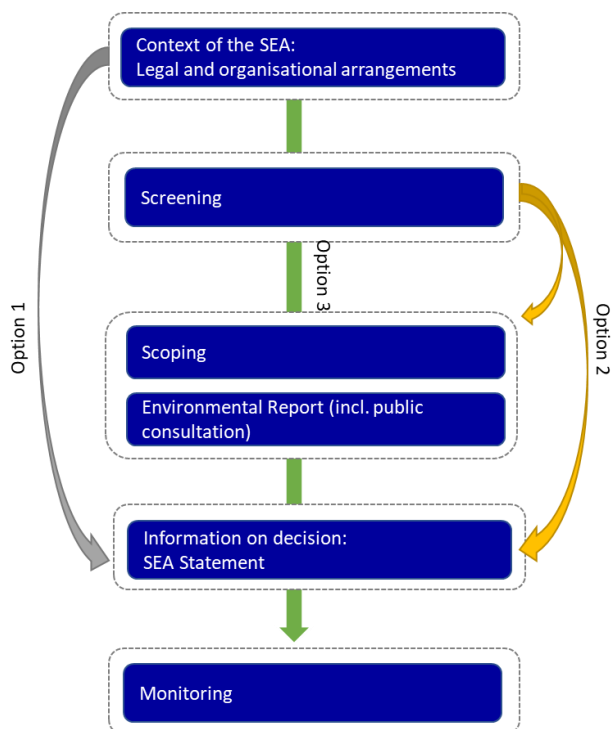 Context of the SEA:
Legal and organisational arrangements
Screening
Option 3
Option 1
Option 2
Scoping
Environmental Report (incl. public
consultation)
Information on decision:
SEA Statement
Monitoring